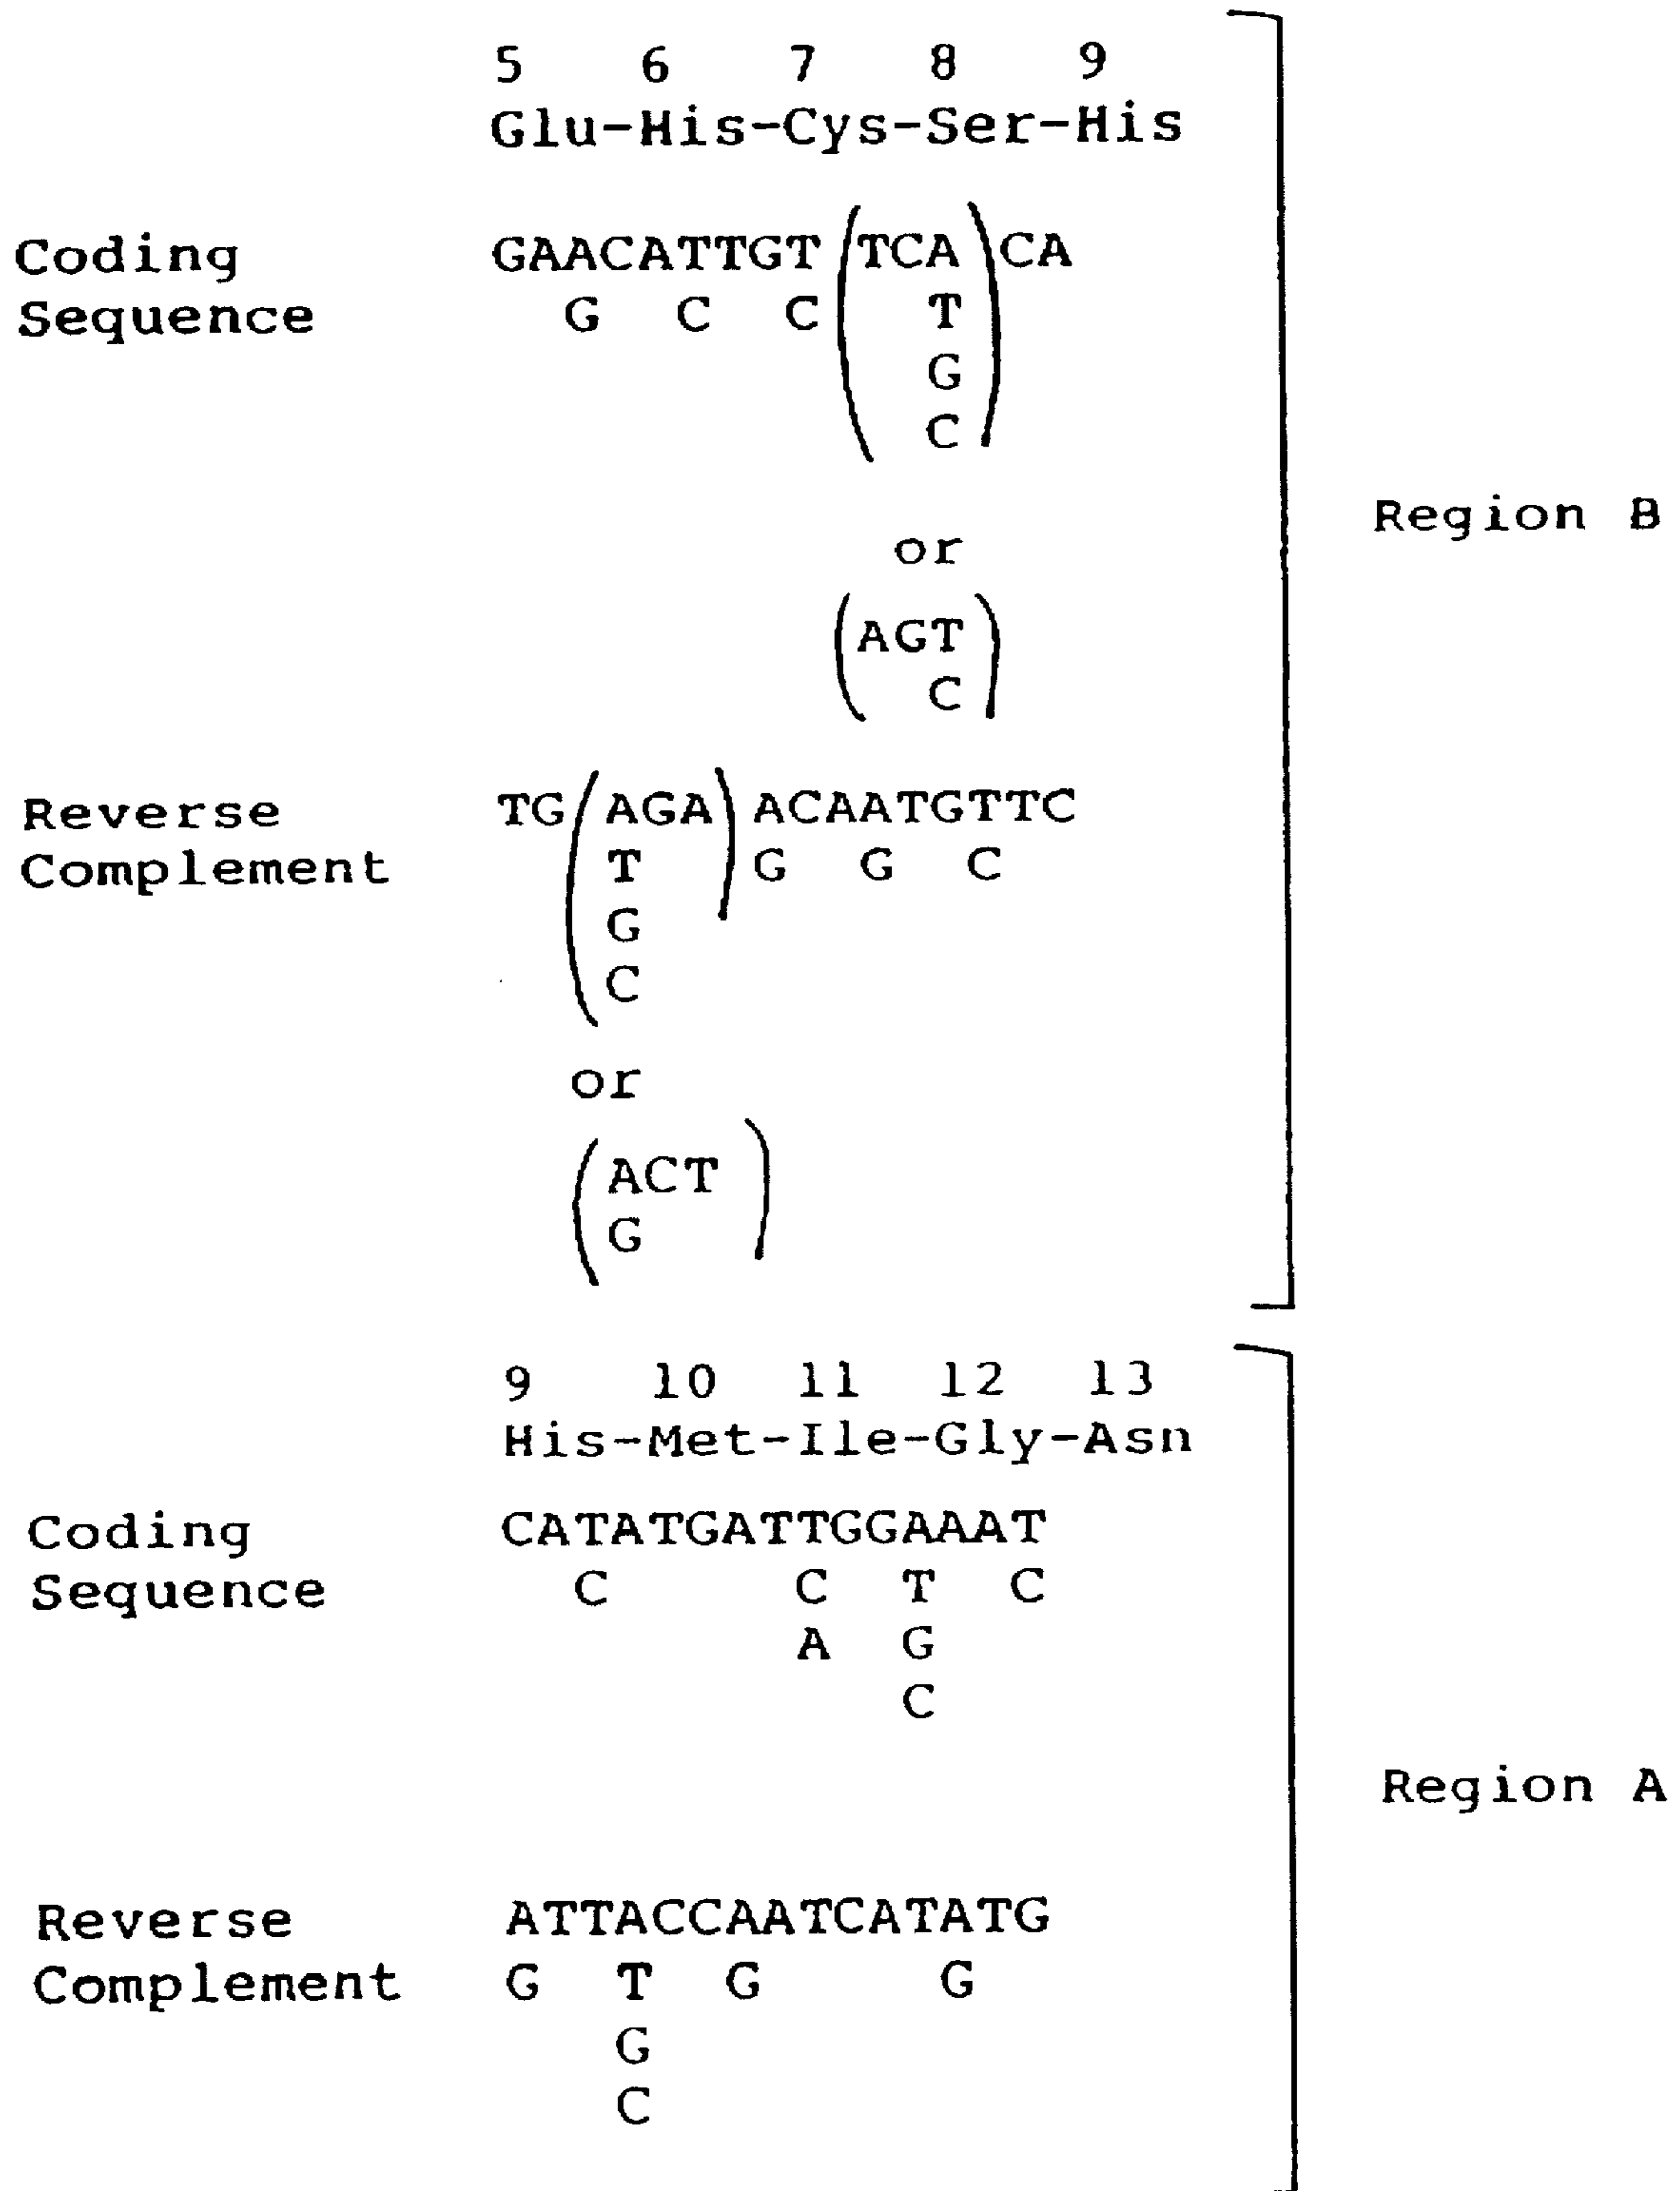 5 6 7 8 9
Glu-His-Cys-Ser-His
Coding GAACATTGT (TCA) CA
Sequence G C C T
G
C
Region B
or
(AGT)
C
Reverse TG(AGA) ACAATGTTC
Complement T G G C
G
C
or
(ACT)
G
9 10 11 12 13
His-Met-Ile-Gly-Asn
Coding CATATGATTGGAAAT
Sequence C C T C
A G
C
Region A
Reverse ATTACCAATCATATG
Complement G T G G
G
C